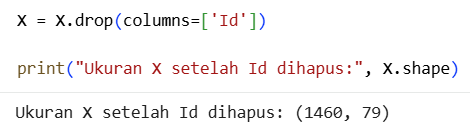 X = X.drop(columns=['Id'])
print("Ukuran X setelah Id dihapus:", X.shape)
Ukuran X setelah Id dihapus: (1460, 79)